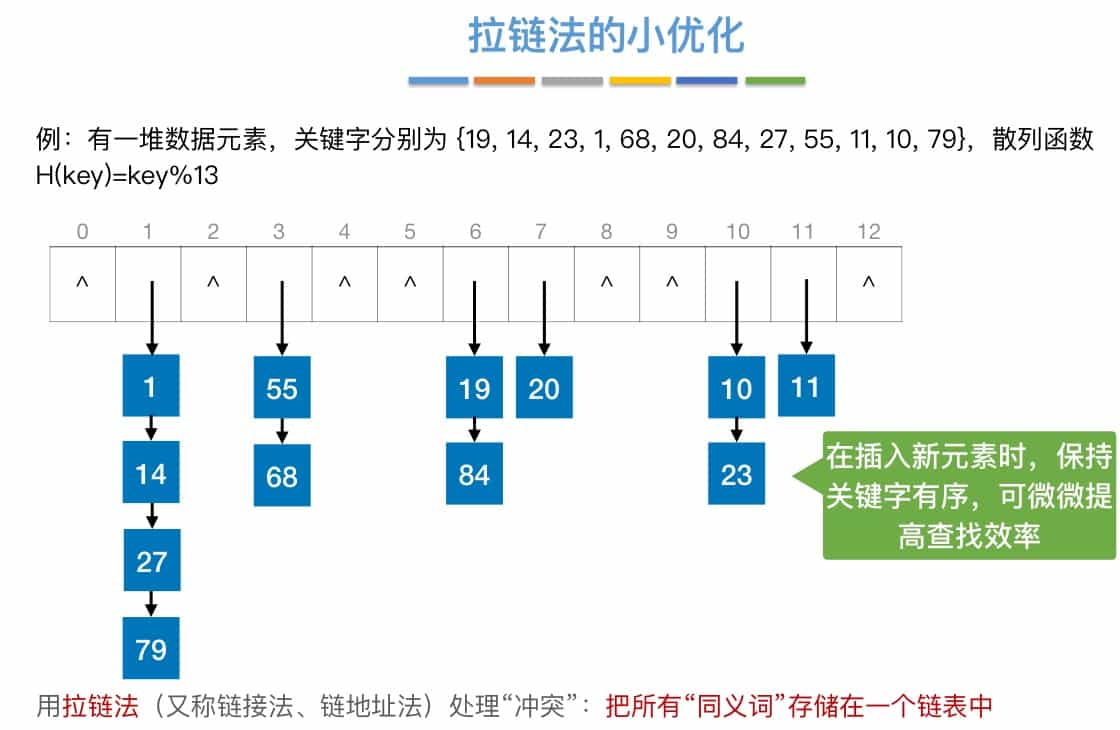 拉链法的小优化
例：有一堆数据元素，关键字分别为 {19, 14, 23, 1, 68, 20, 84, 27, 55, 11, 10, 79}，散列函数
H(key)=key%13
0 1 2 3 4 5 6 7 8 9 10 11 12
^ ^ ^ ^ ^ ^ ^
1 55 19 20 10 11
14 68 84 23
27
79
在插入新元素时，保持
关键字有序，可微微提
高查找效率
用拉链法（又称链接法、链地址法）处理“冲突”：把所有“同义词”存储在一个链表中